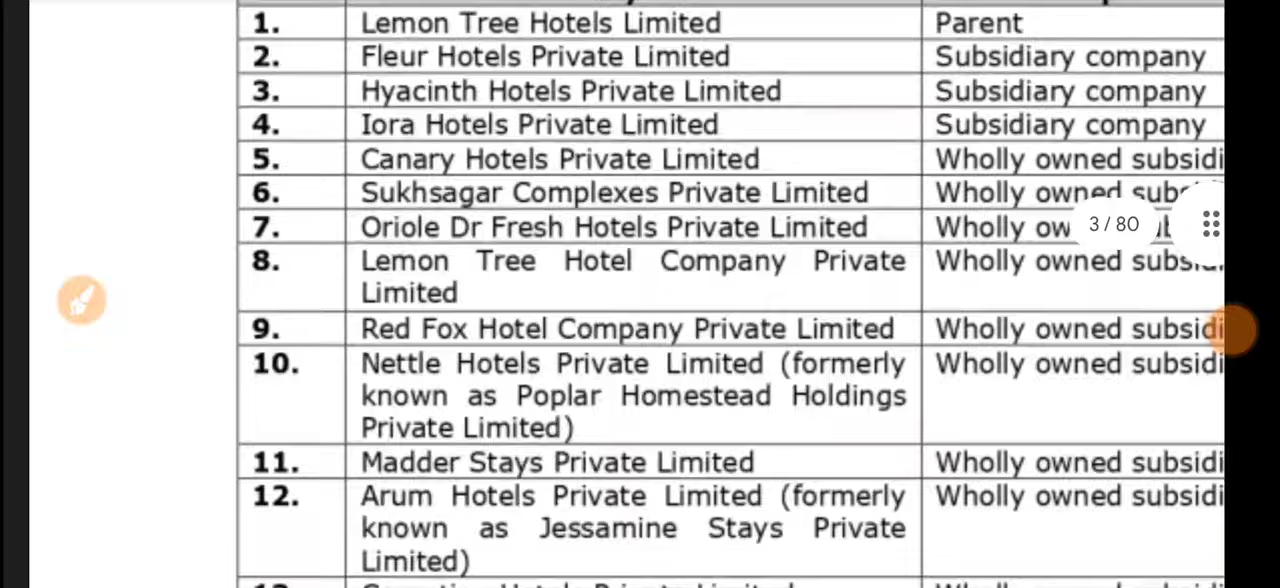 1. Lemon Tree Hotels Limited Parent
2. Fleur Hotels Private Limited Subsidiary company
3. Hyacinth Hotels Private Limited Subsidiary company
4. Iora Hotels Private Limited Subsidiary company
5. Canary Hotels Private Limited Wholly owned subsidi
6. Sukhsagar Complexes Private Limited Wholly owned subs
7. Oriole Dr Fresh Hotels Private Limited Wholly ow
3 / 80
8. Lemon Tree Hotel Company Private Wholly owned subsi
Limited
9. Red Fox Hotel Company Private Limited Wholly owned subsidi
10. Nettle Hotels Private Limited (formerly Wholly owned subsidi
known as Poplar Homestead Holdings
Private Limited)
11. Madder Stays Private Limited Wholly owned subsidi
12. Arum Hotels Private Limited (formerly Wholly owned subsidi
known as Jessamine Stays Private
Limited)